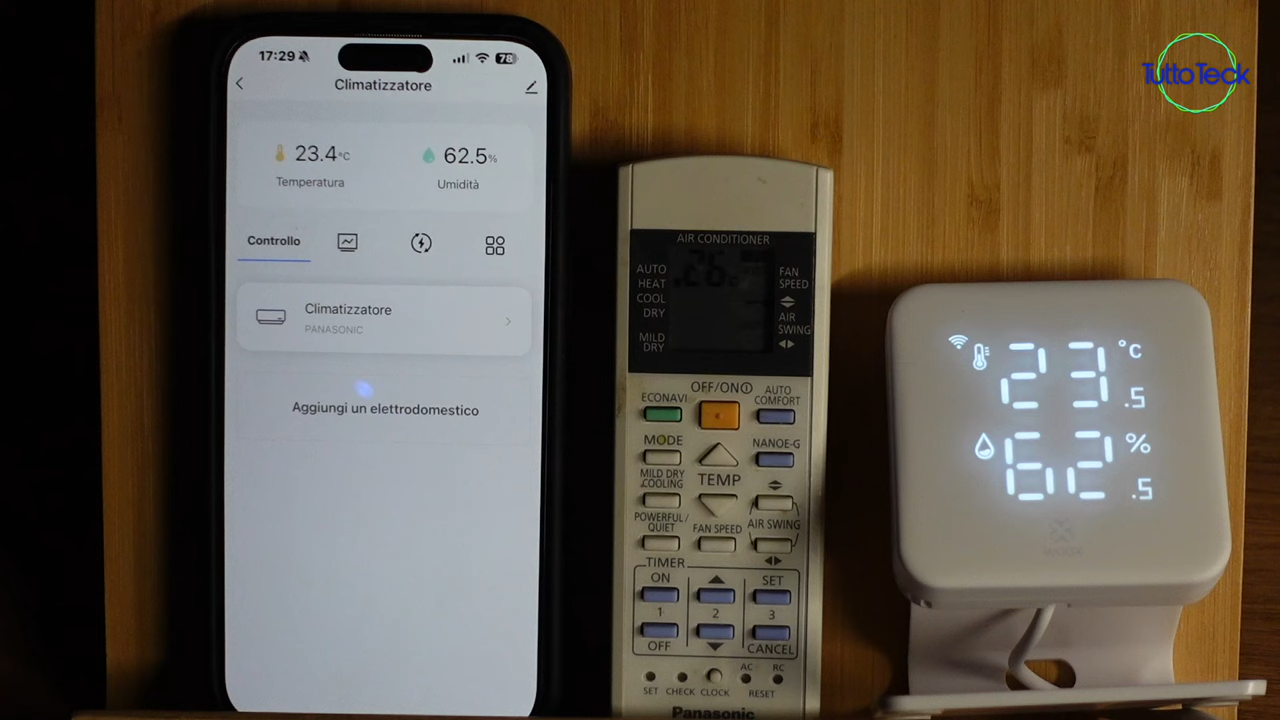 17:29
78
Climatizzatore
23.4°C
62.5%
Temperatura
Umidità
Controllo
Climatizzatore
PANASONIC
Aggiungi un elettrodomestico
AIR CONDITIONER
AUTO
HEAT
COOL
DRY
MILD
DRY
26
FAN
SPEED
AIR
SWING
OFF/ON
ECONAVI
AUTO
COMFORT
MODE
NANOE-G
MILD DRY
COOLING
TEMP
POWERFUL/
QUIET
FAN SPEED
AIR SWING
TIMER
ON
SET
1
2
3
OFF
CANCEL
SET
CHECK
CLOCK
AC
RC
RESET
Panasonic
23.5 °C
62.5 %
WOOX
TuttoTeck